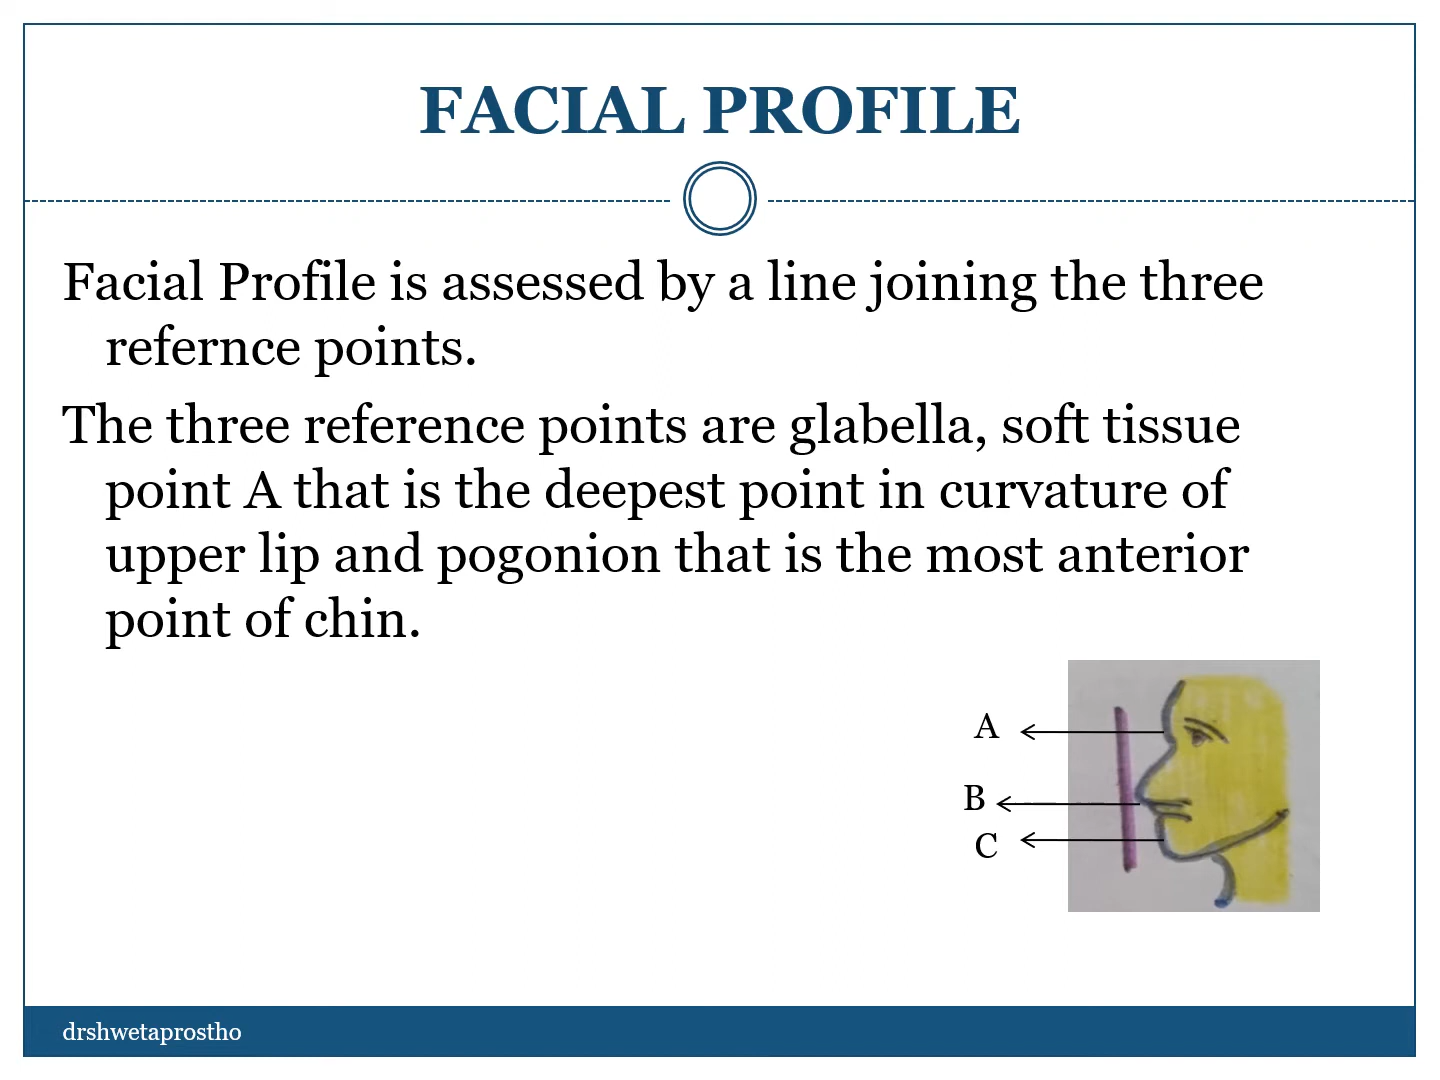 FACIAL PROFILE
Facial Profile is assessed by a line joining the three
refernce points.
The three reference points are glabella, soft tissue
point A that is the deepest point in curvature of
upper lip and pogonion that is the most anterior
point of chin.
A
B
C
drshwetaprostho